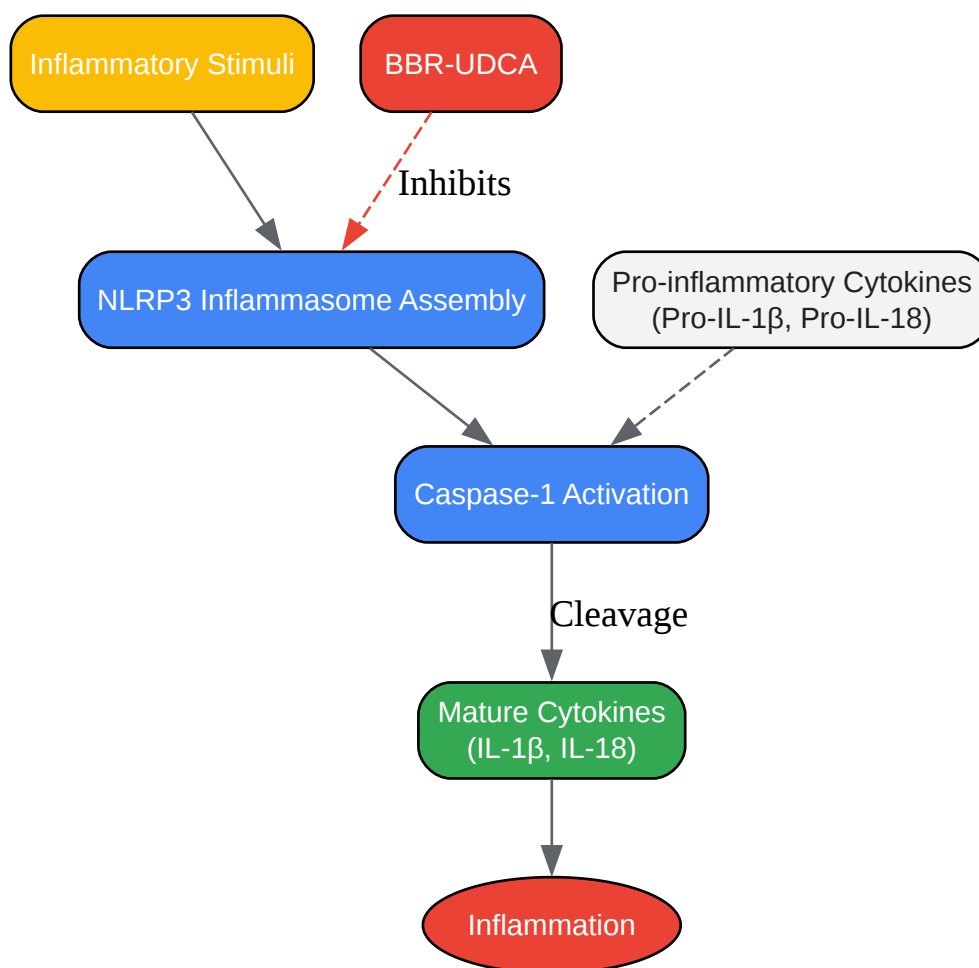 Inflammatory Stimuli
BBR-UDCA
Inhibits
NLRP3 Inflammasome Assembly
Pro-inflammatory Cytokines
(Pro-IL-1β, Pro-IL-18)
Caspase-1 Activation
Cleavage
Mature Cytokines
(IL-1β, IL-18)
Inflammation